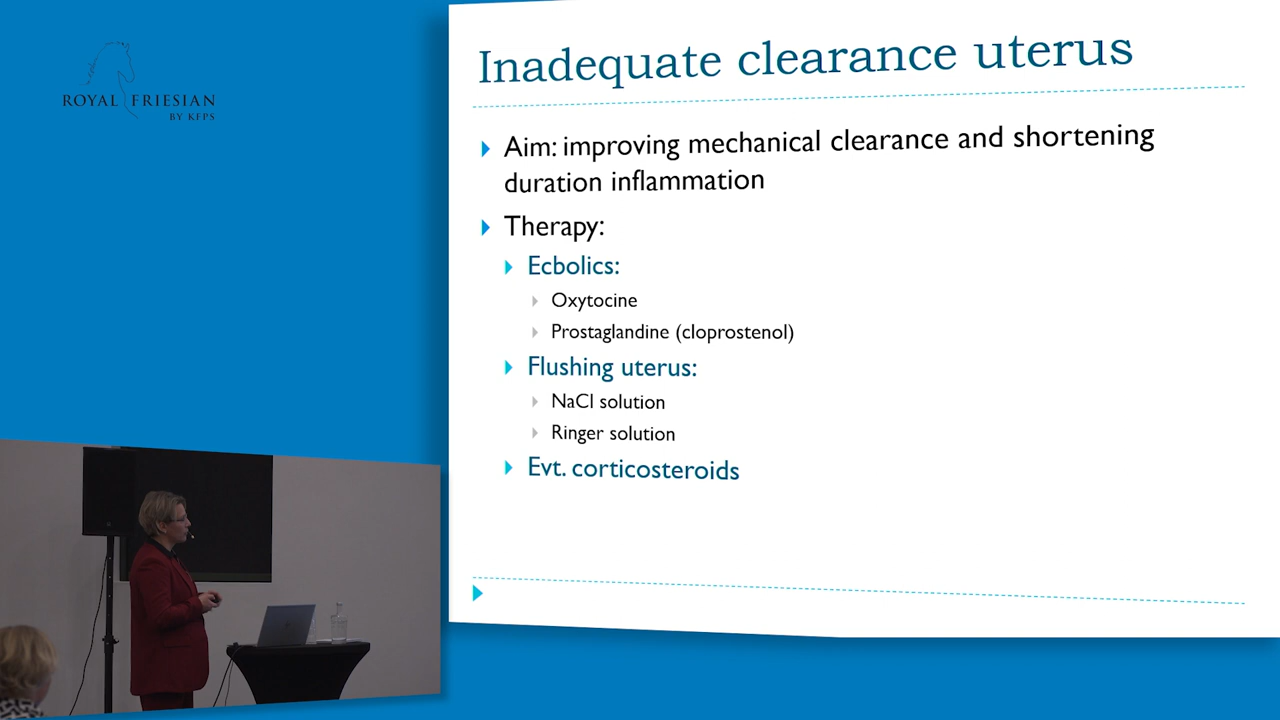 ROYAL FRIESIAN
BY KFPS
Inadequate clearance uterus
Aim: improving mechanical clearance and shortening
duration inflammation
Therapy:
Ecbolics:
Oxytocine
Prostaglandine (cloprostenol)
Flushing uterus:
NaCl solution
Ringer solution
Evt. corticosteroids